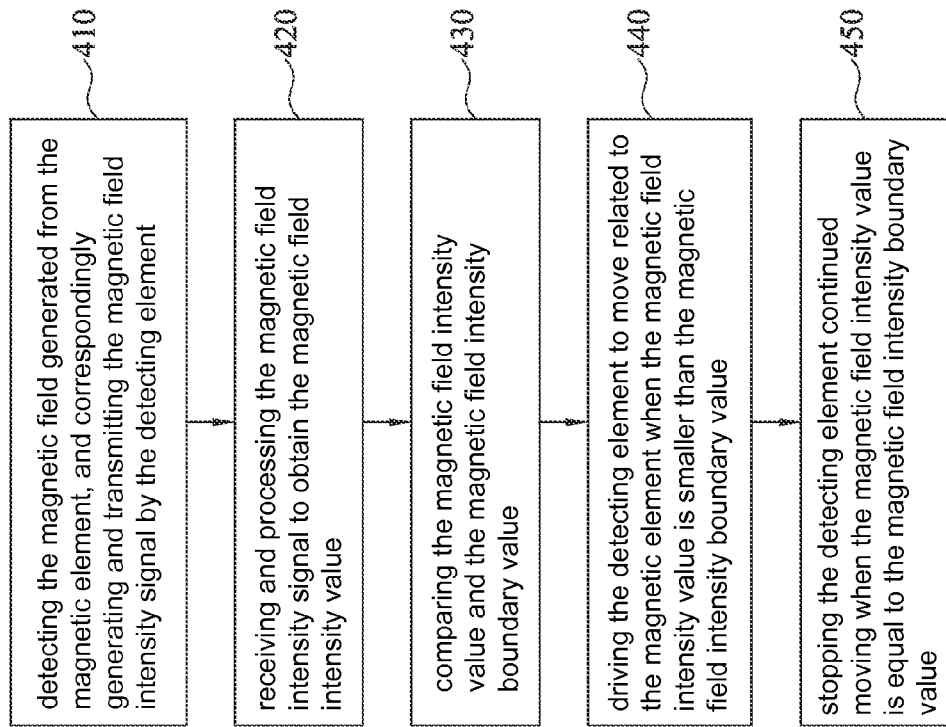 detecting the magnetic field generated from the
magnetic element, and correspondingly
generating and transmitting the magnetic field
intensity signal by the detecting element
410
receiving and processing the magnetic field
intensity signal to obtain the magnetic field
intensity value
420
comparing the magnetic field intensity
value and the magnetic field intensity
boundary value
430
driving the detecting element to move related to
the magnetic element when the magnetic field
intensity value is smaller than the magnetic
field intensity boundary value
440
stopping the detecting element continued
moving when the magnetic field intensity value
is equal to the magnetic field intensity boundary
value
450